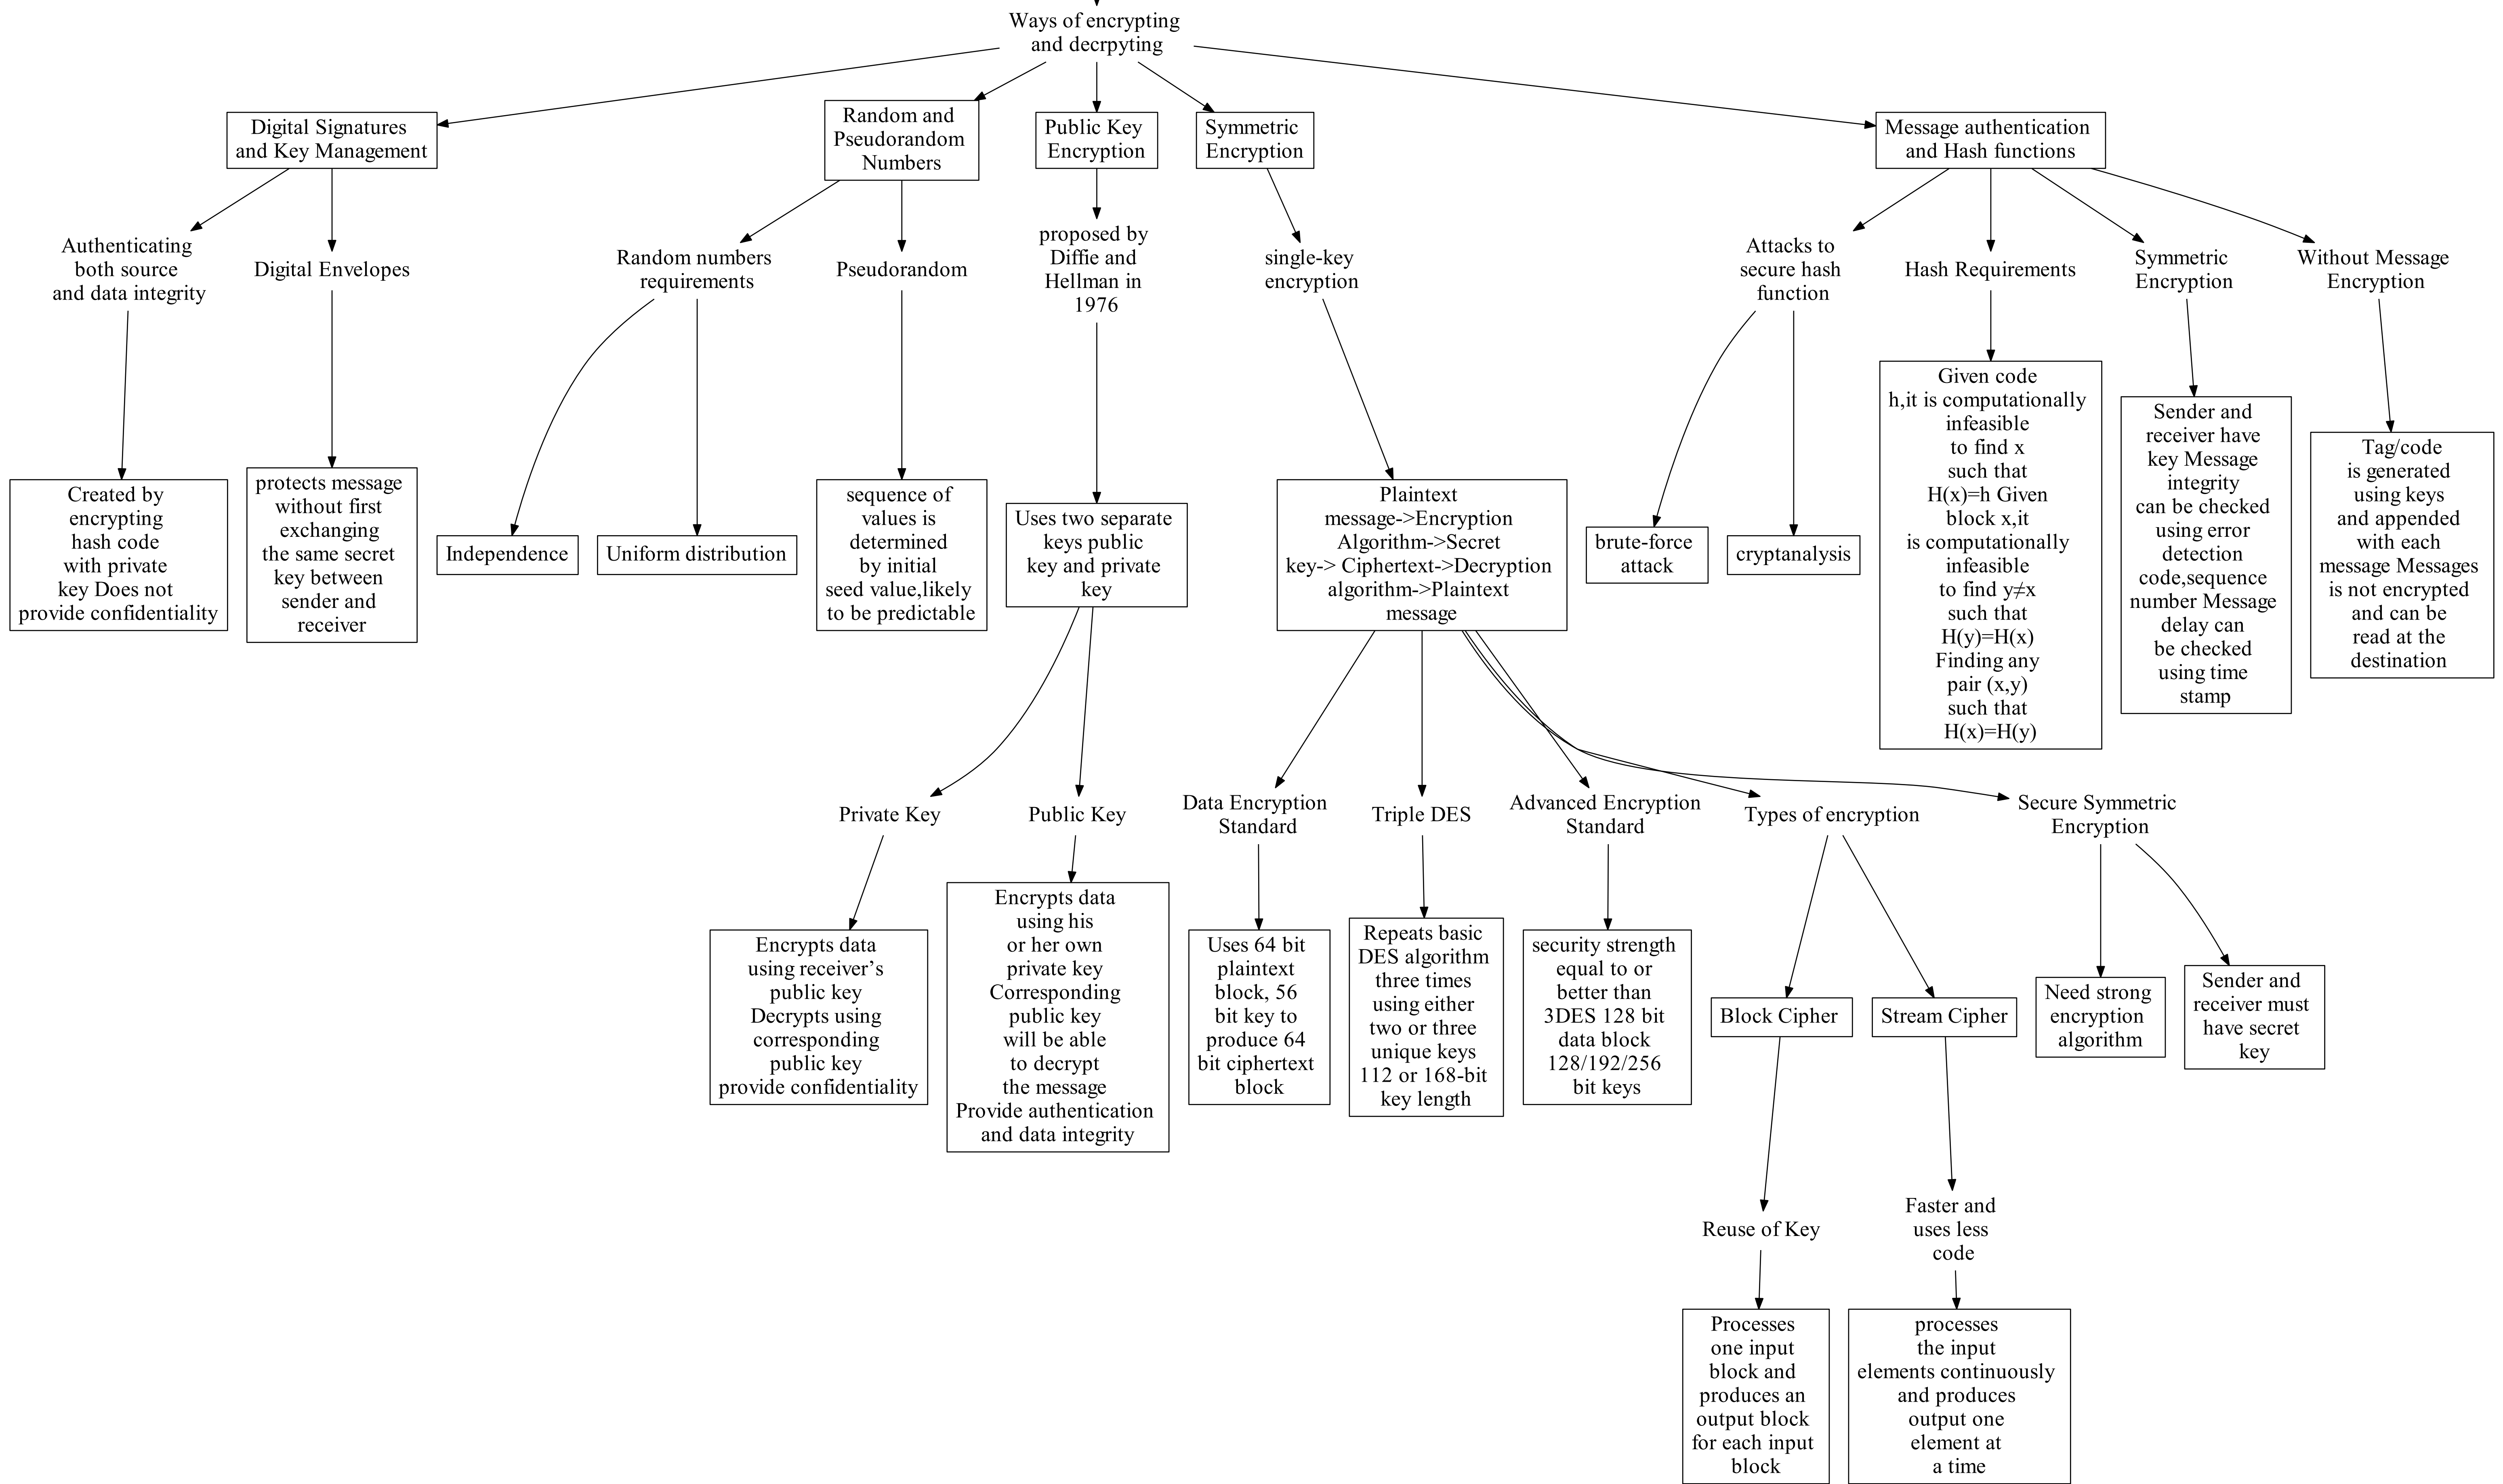 Ways of encrypting
and decrpyting
Digital Signatures
and Key Management
Random and
Pseudorandom
Numbers
Public Key
Encryption
Symmetric
Encryption
Message authentication
and Hash functions
Authenticating
both source
and data integrity
Digital Envelopes
Random numbers
requirements
Pseudorandom
proposed by
Diffie and
Hellman in
1976
single-key
encryption
Attacks to
secure hash
function
Hash Requirements
Symmetric
Encryption
Without Message
Encryption
Created by
encrypting
hash code
with private
key Does not
provide confidentiality
protects message
without first
exchanging
the same secret
key between
sender and
receiver
Independence
Uniform distribution
sequence of
values is
determined
by initial
seed value,likely
to be predictable
Uses two separate
keys public
key and private
key
Plaintext
message->Encryption
Algorithm->Secret
key-> Ciphertext->Decryption
algorithm->Plaintext
message
brute-force
attack
cryptanalysis
Given code
h,it is computationally
infeasible
to find x
such that
H(x)=h Given
block x,it
is computationally
infeasible
to find y≠x
such that
H(y)=H(x)
Finding any
pair (x,y)
such that
H(x)=H(y)
Sender and
receiver have
key Message
integrity
can be checked
using error
detection
code,sequence
number Message
delay can
be checked
using time
stamp
Tag/code
is generated
using keys
and appended
with each
message Messages
is not encrypted
and can be
read at the
destination
Private Key
Public Key
Data Encryption
Standard
Triple DES
Advanced Encryption
Standard
Types of encryption
Secure Symmetric
Encryption
Encrypts data
using receiver’s
public key
Decrypts using
corresponding
public key
provide confidentiality
Encrypts data
using his
or her own
private key
Corresponding
public key
will be able
to decrypt
the message
Provide authentication
and data integrity
Uses 64 bit
plaintext
block, 56
bit key to
produce 64
bit ciphertext
block
Repeats basic
DES algorithm
three times
using either
two or three
unique keys
112 or 168-bit
key length
security strength
equal to or
better than
3DES 128 bit
data block
128/192/256
bit keys
Block Cipher
Stream Cipher
Need strong
encryption
algorithm
Sender and
receiver must
have secret
key
Reuse of Key
Faster and
uses less
code
Processes
one input
block and
produces an
output block
for each input
block
processes
the input
elements continuously
and produces
output one
element at
a time